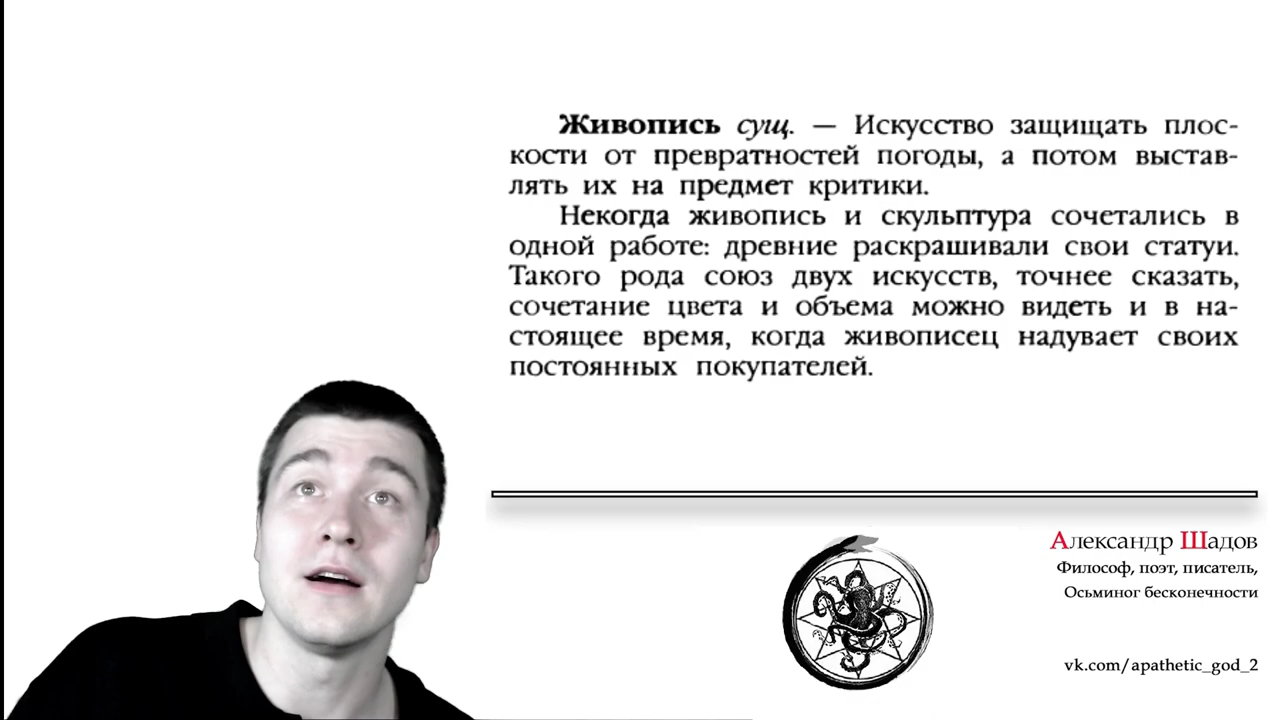 Живопись сущ. — Искусство защищать плос-
кости от превратностей погоды, а потом выстав-
лять их на предмет критики.
Некогда живопись и скульптура сочетались в
одной работе: древние раскрашивали свои статуи.
Такого рода союз двух искусств, точнее сказать,
сочетание цвета и объема можно видеть и в на-
стоящее время, когда живописец надувает своих
постоянных покупателей.
Александр Шадов
Философ, поэт, писатель,
Осьминог бесконечности
vk.com/apathetic_god_2